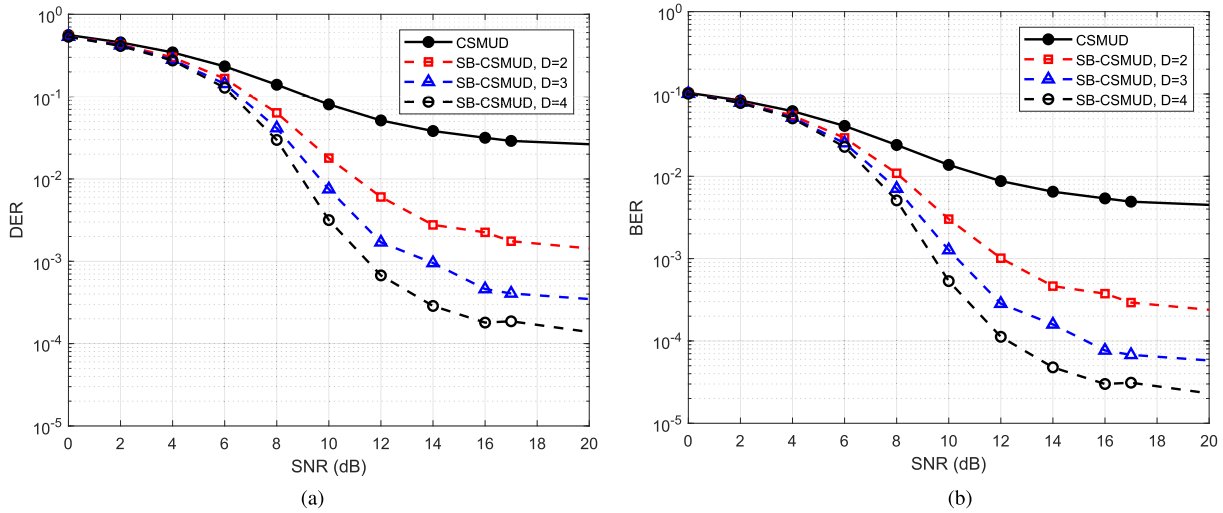 10^0
10^-1
10^-2
10^-3
10^-4
10^-5
DER
0 2 4 6 8 10 12 14 16 18 20
SNR (dB)
CSMUD
SB-CSMUD, D=2
SB-CSMUD, D=3
SB-CSMUD, D=4
(a)
10^0
10^-1
10^-2
10^-3
10^-4
10^-5
BER
0 2 4 6 8 10 12 14 16 18 20
SNR (dB)
CSMUD
SB-CSMUD, D=2
SB-CSMUD, D=3
SB-CSMUD, D=4
(b)